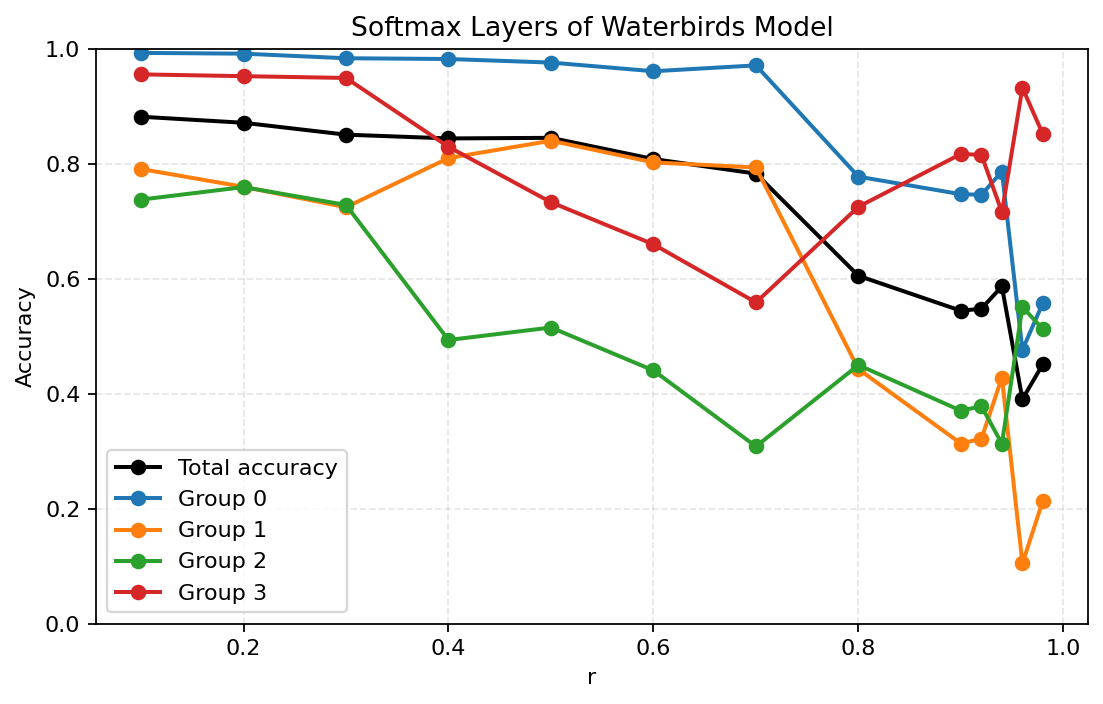 Softmax Layers of Waterbirds Model
Accuracy
1.0
0.8
0.6
0.4
0.2
0.0
Total accuracy
Group 0
Group 1
Group 2
Group 3
0.2 0.4 0.6 0.8 1.0
r